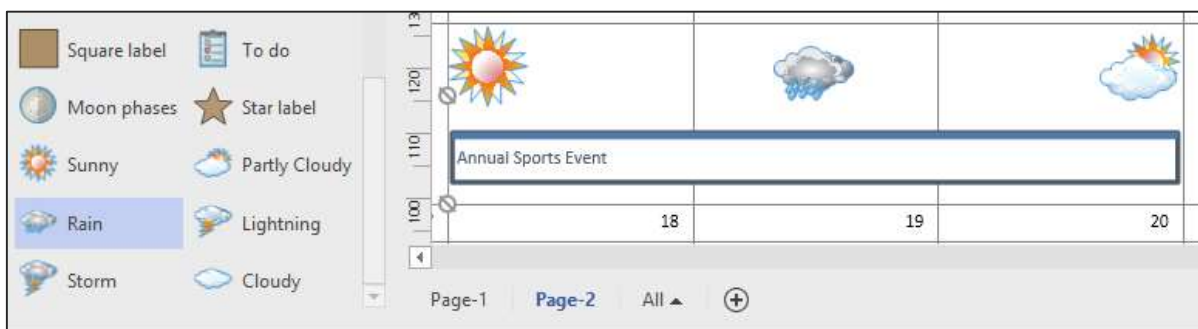 Square label
To do
Moon phases
Star label
Sunny
Partly Cloudy
Rain
Lightning
Storm
Cloudy
120
110
100
Annual Sports Event
18
19
20
Page-1
Page-2
All